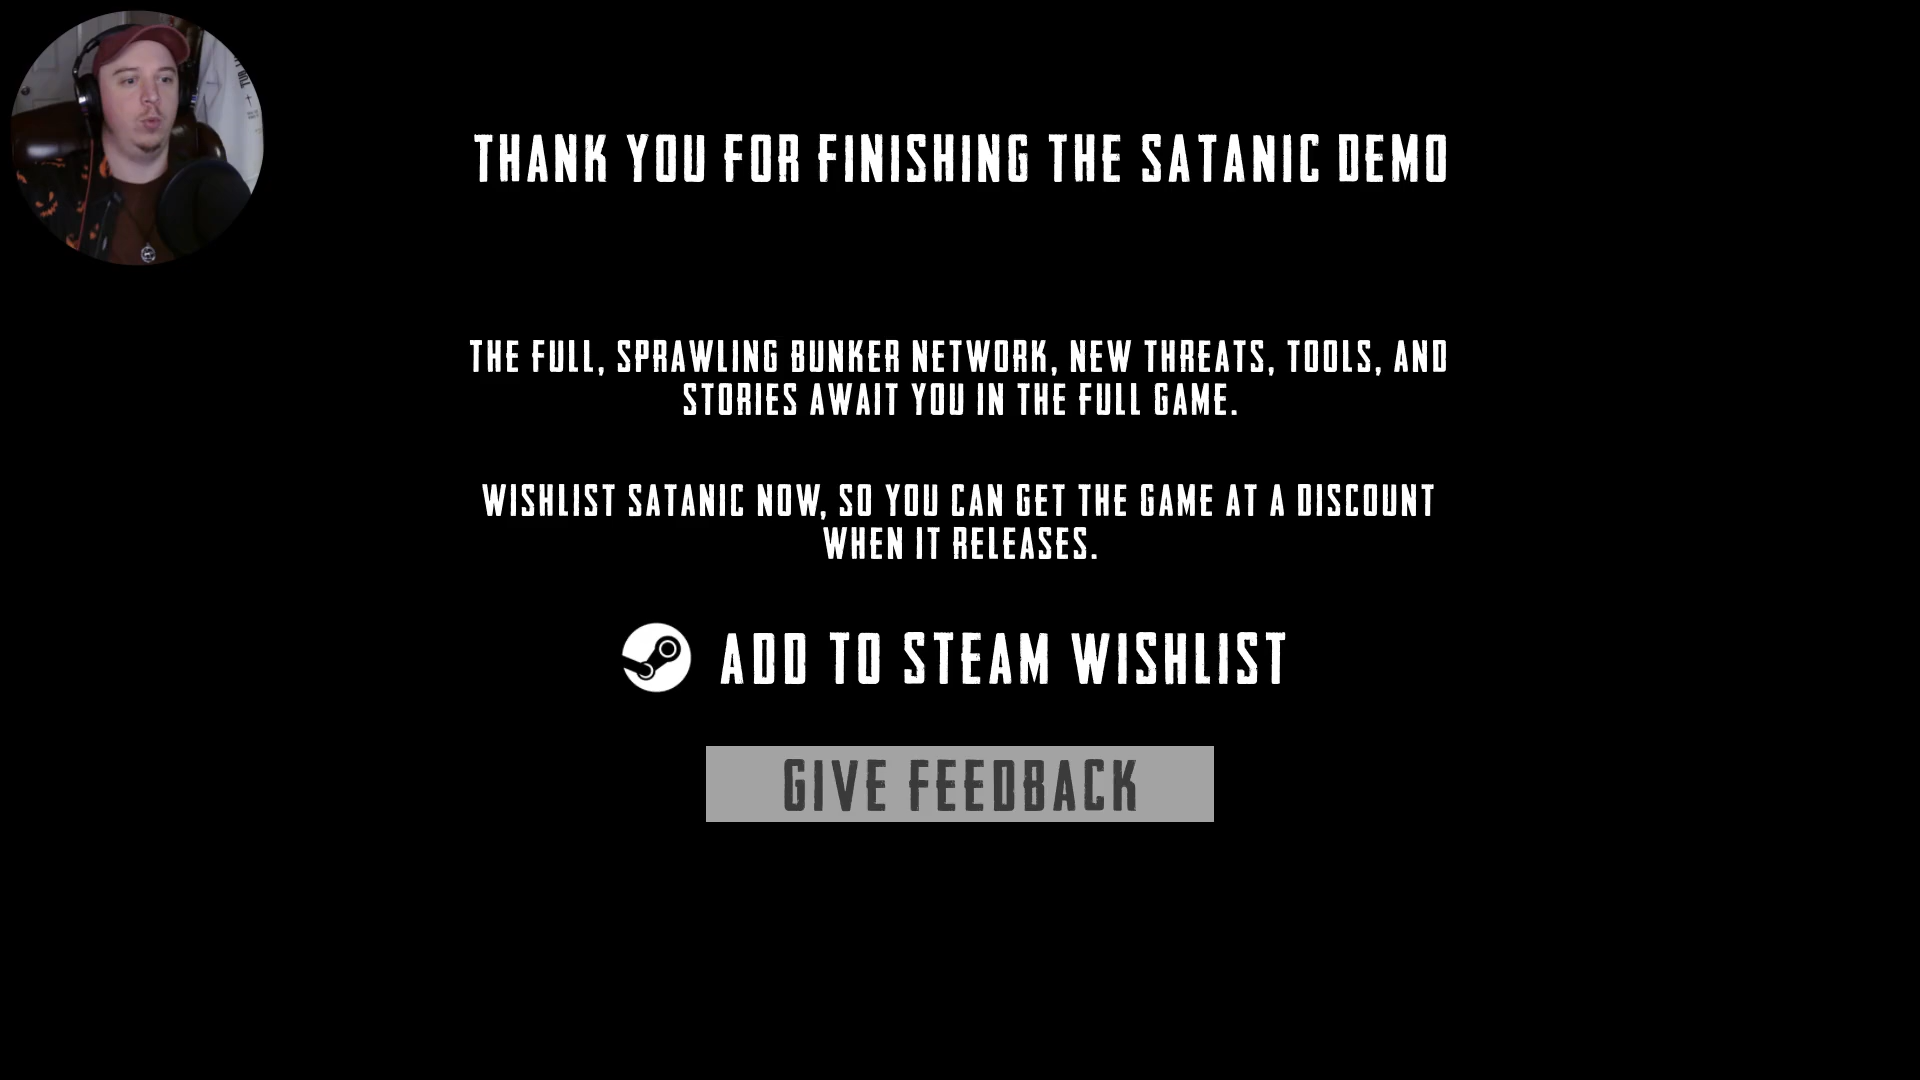 THANK YOU FOR FINISHING THE SATANIC DEMO
THE FULL, SPRAWLING BUNKER NETWORK, NEW THREATS, TOOLS, AND
STORIES AWAIT YOU IN THE FULL GAME.
WISHLIST SATANIC NOW, SO YOU CAN GET THE GAME AT A DISCOUNT
WHEN IT RELEASES.
ADD TO STEAM WISHLIST
GIVE FEEDBACK